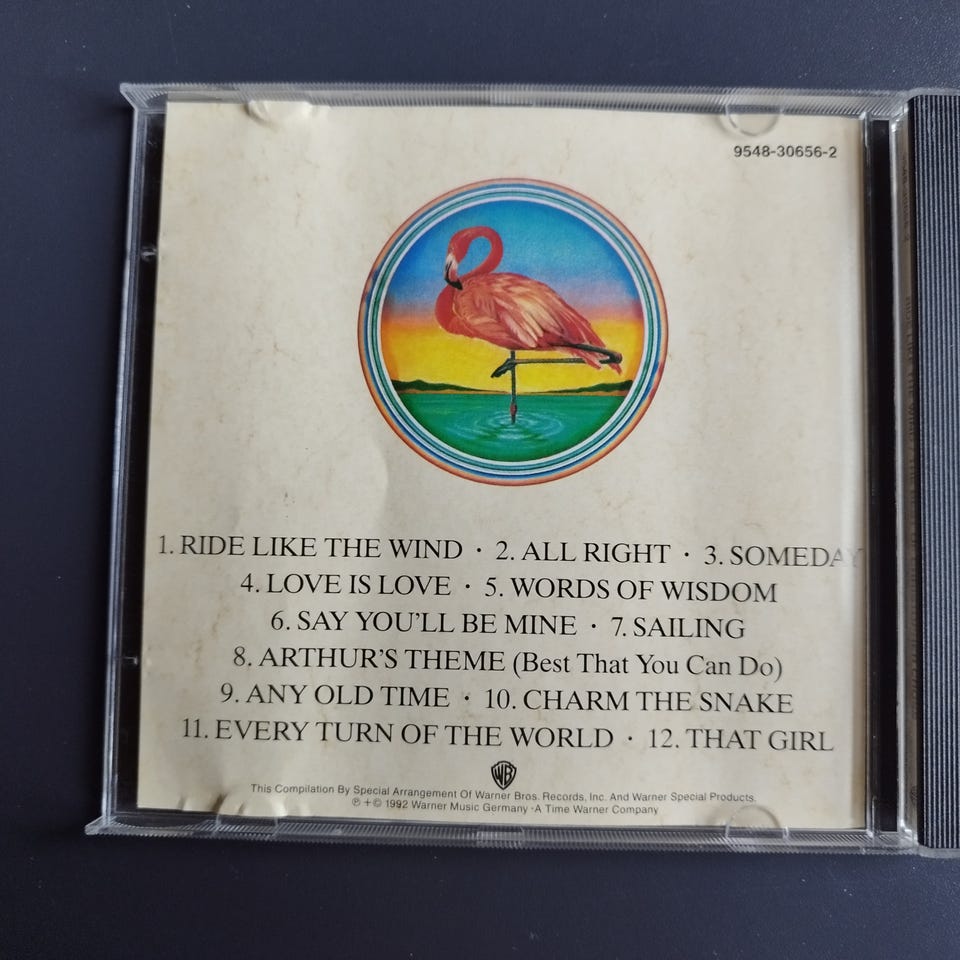 9548-30656-2
1. RIDE LIKE THE WIND · 2. ALL RIGHT · 3. SOMEDAY
4. LOVE IS LOVE · 5. WORDS OF WISDOM
6. SAY YOU'LL BE MINE · 7. SAILING
8. ARTHUR'S THEME (Best That You Can Do)
9. ANY OLD TIME · 10. CHARM THE SNAKE
11. EVERY TURN OF THE WORLD · 12. THAT GIRL
WB
This Compilation By Special Arrangement Of Warner Bros. Records, Inc. And Warner Special Products.
℗ + © 1992 Warner Music Germany · A Time Warner Company